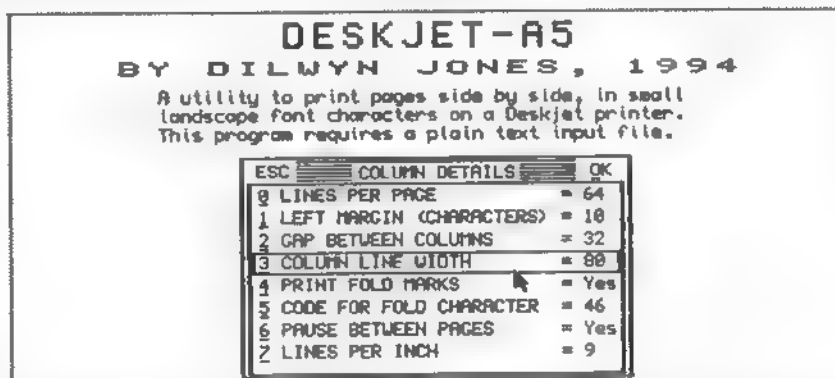 DESKJET-A5
BY DILWYN JONES, 1994
A utility to print pages side by side, in small
landscape font characters on a Deskjet printer.
This program requires a plain text input file.
ESC COLUMN DETAILS OK
0 LINES PER PAGE = 64
1 LEFT MARGIN (CHARACTERS) = 10
2 GAP BETWEEN COLUMNS = 32
3 COLUMN LINE WIDTH = 80
4 PRINT FOLD MARKS = Yes
5 CODE FOR FOLD CHARACTER = 46
6 PAUSE BETWEEN PAGES = Yes
7 LINES PER INCH = 9